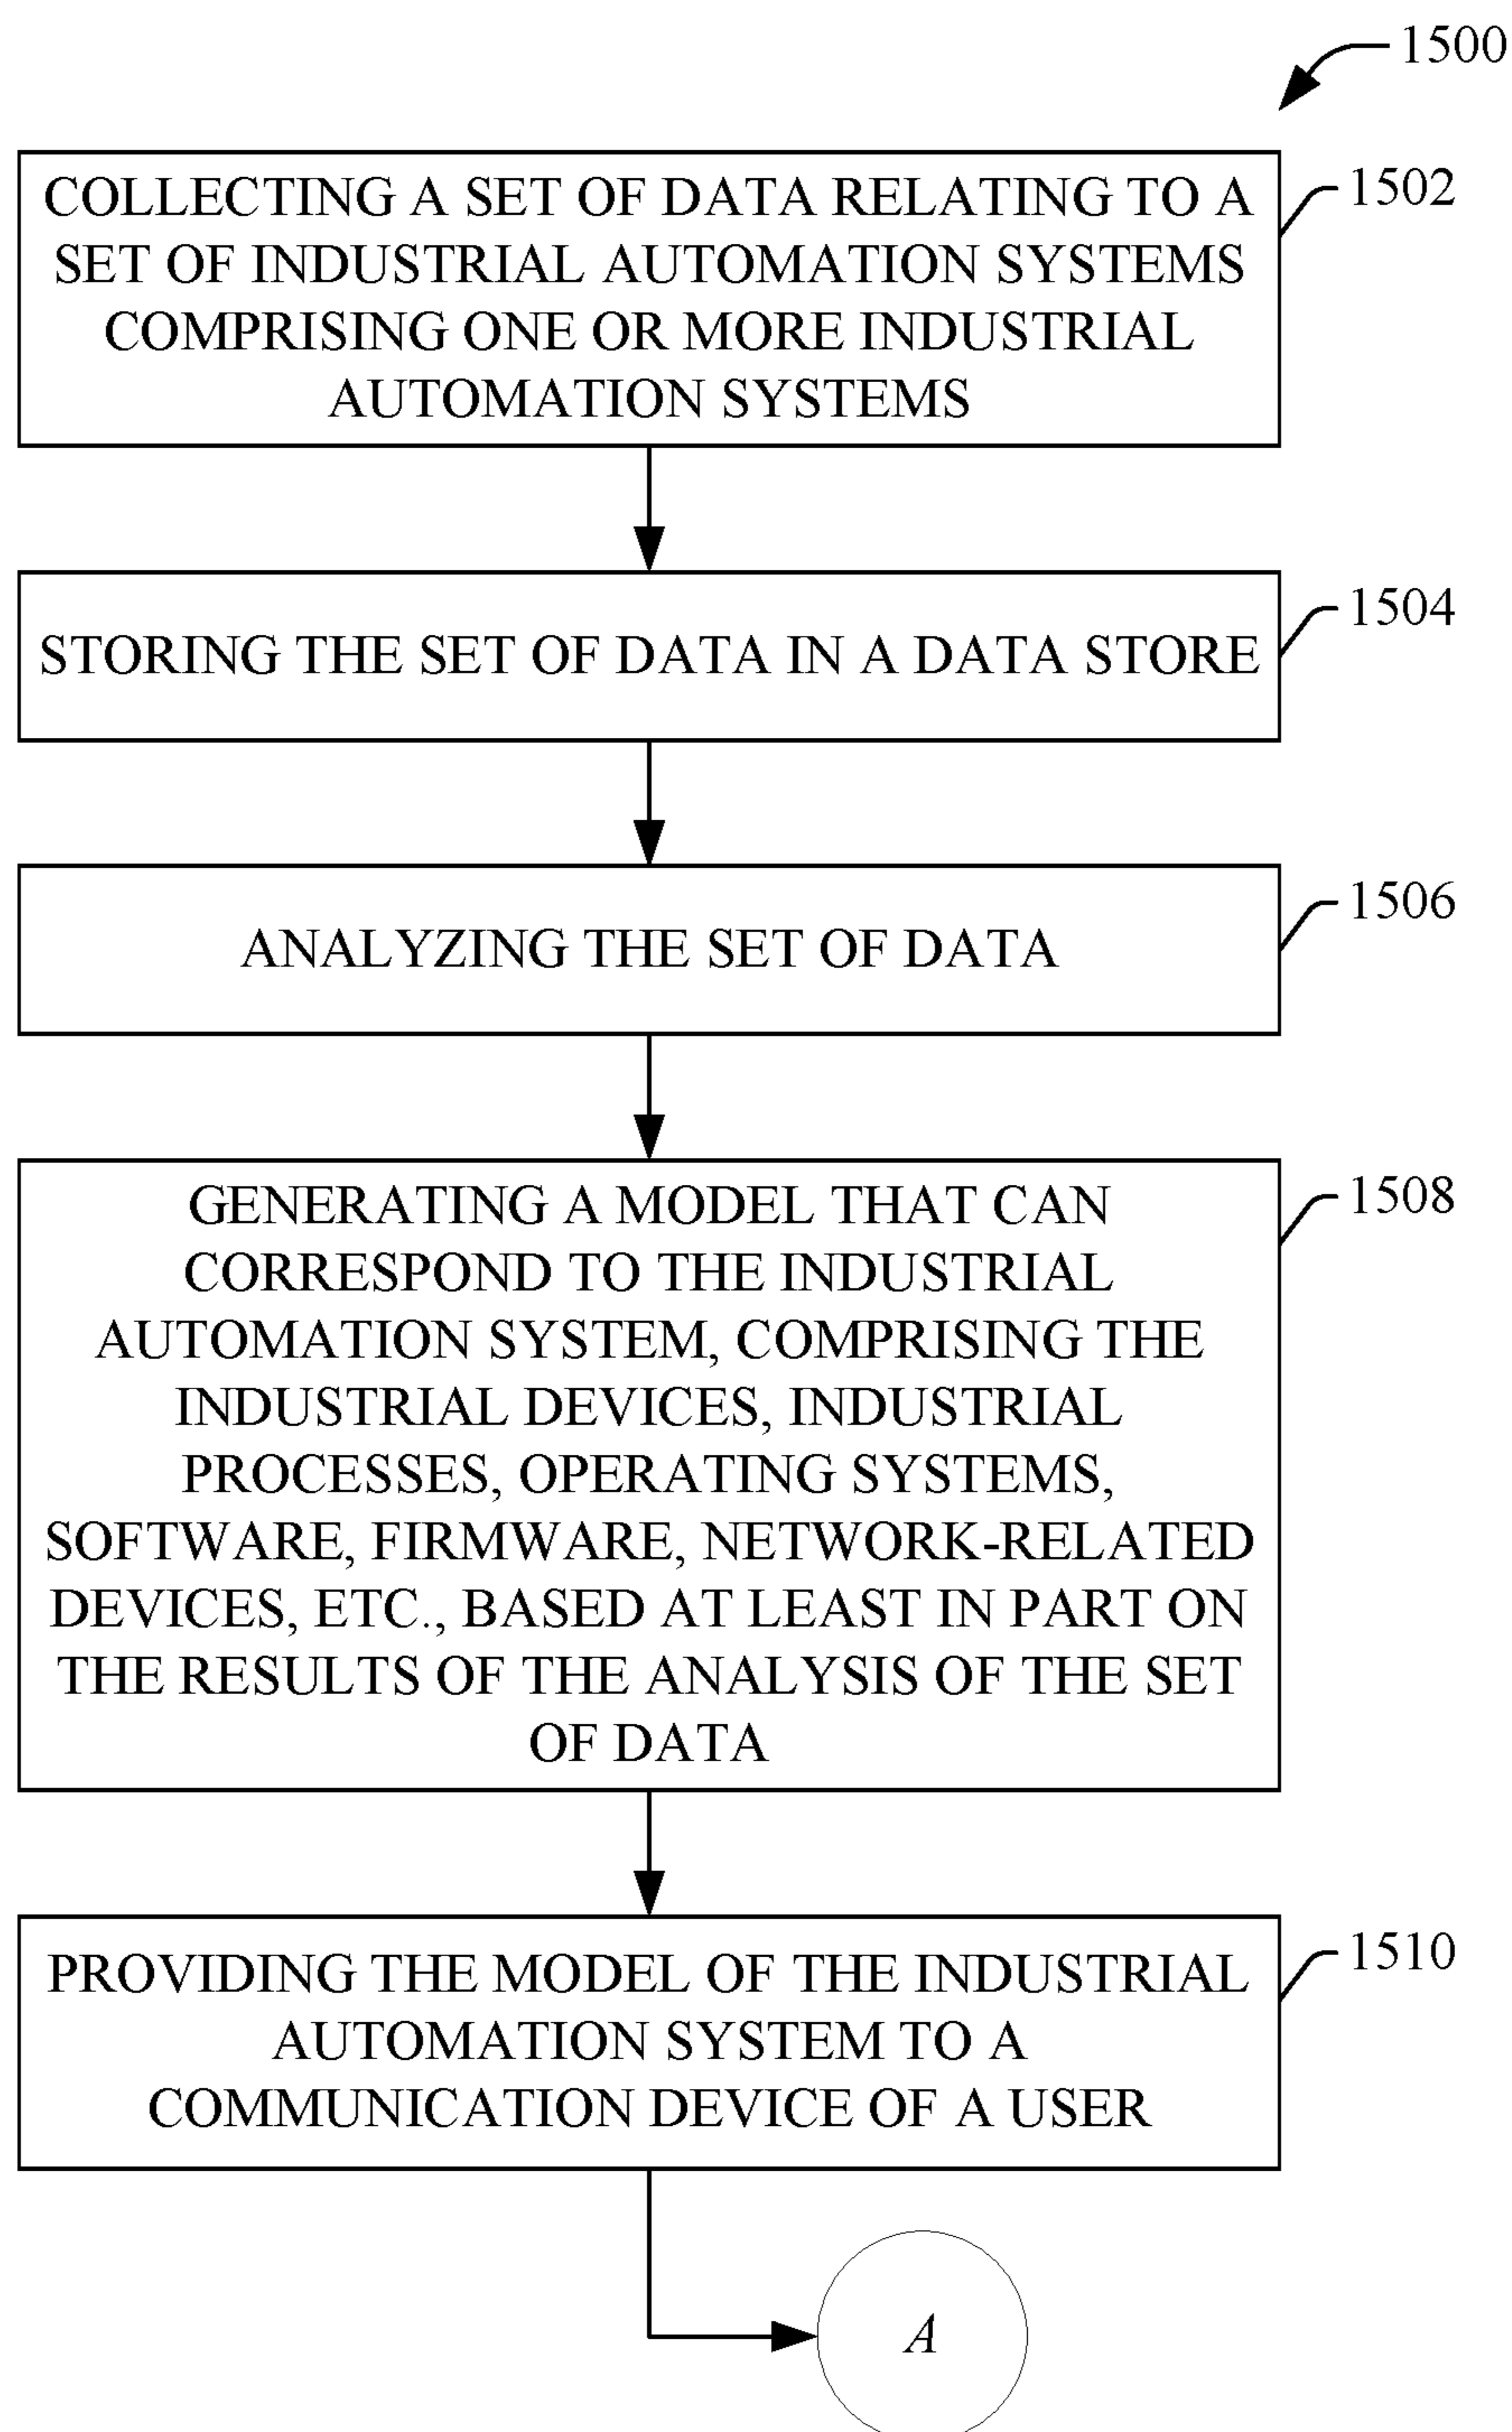 1500
COLLECTING A SET OF DATA RELATING TO A
SET OF INDUSTRIAL AUTOMATION SYSTEMS
COMPRISING ONE OR MORE INDUSTRIAL
AUTOMATION SYSTEMS
1502
STORING THE SET OF DATA IN A DATA STORE
1504
ANALYZING THE SET OF DATA
1506
GENERATING A MODEL THAT CAN
CORRESPOND TO THE INDUSTRIAL
AUTOMATION SYSTEM, COMPRISING THE
INDUSTRIAL DEVICES, INDUSTRIAL
PROCESSES, OPERATING SYSTEMS,
SOFTWARE, FIRMWARE, NETWORK-RELATED
DEVICES, ETC., BASED AT LEAST IN PART ON
THE RESULTS OF THE ANALYSIS OF THE SET
OF DATA
1508
PROVIDING THE MODEL OF THE INDUSTRIAL
AUTOMATION SYSTEM TO A
COMMUNICATION DEVICE OF A USER
1510
A